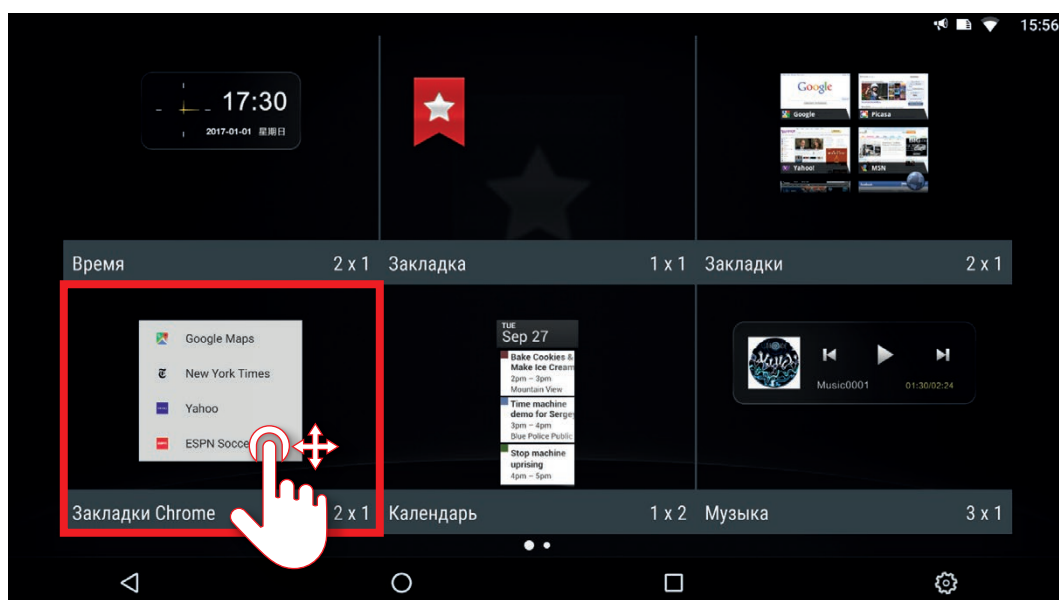 15:56
17:30
2017-01-01 星期日
Google
Google
Picasa
Yahoo!
MSN
Время 2 x 1
Закладка 1 x 1
Закладки 2 x 1
Google Maps
New York Times
Yahoo
ESPN Socce
TUE
Sep 27
Bake Cookies &
Make Ice Cream
2pm – 3pm
Mountain View
Time machine
demo for Sergey
3pm – 4pm
Blue Police Public
Stop machine
uprising
4pm – 5pm
Music0001 01:30/02:24
Закладки Chrome 2 x 1
Календарь 1 x 2
Музыка 3 x 1